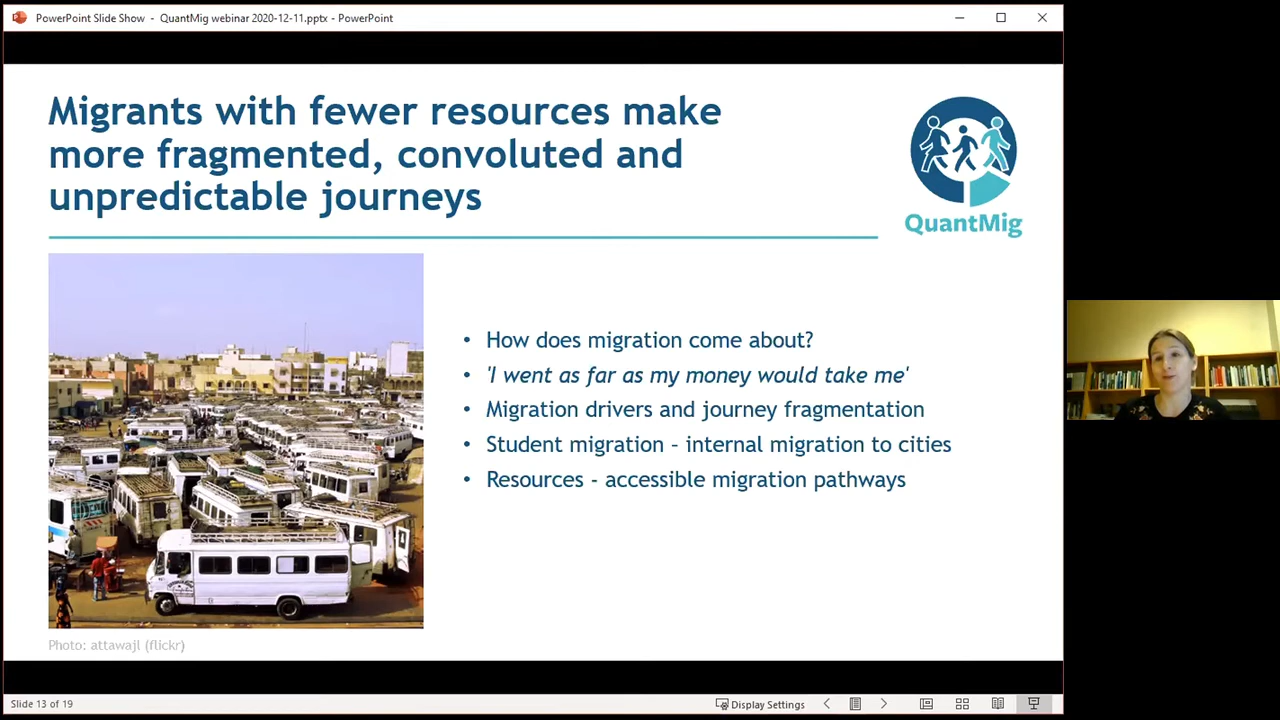 PowerPoint Slide Show - QuantMig webinar 2020-12-11.pptx - PowerPoint
Migrants with fewer resources make
more fragmented, convoluted and
unpredictable journeys
QuantMig
• How does migration come about?
• 'I went as far as my money would take me'
• Migration drivers and journey fragmentation
• Student migration – internal migration to cities
• Resources - accessible migration pathways
Photo: attawajl (flickr)
Slide 13 of 19
Display Settings